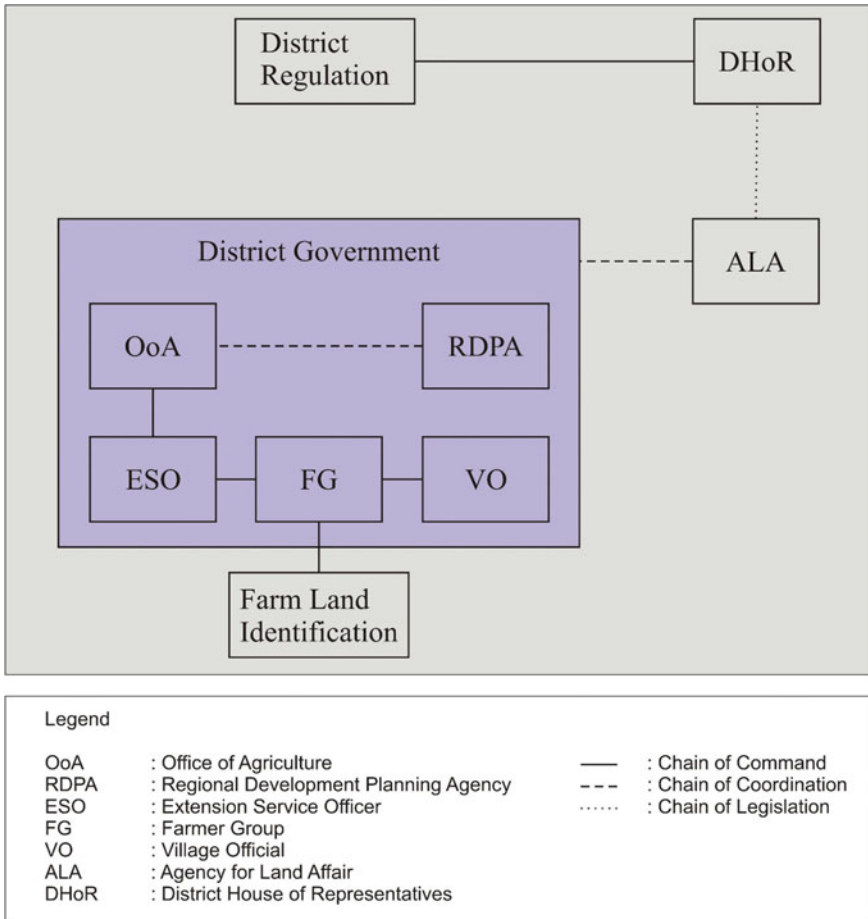 District
Regulation
DHoR
District Government
ALA
OoA
RDPA
ESO
FG
VO
Farm Land
Identification
Legend
OoA : Office of Agriculture
RDPA : Regional Development Planning Agency
ESO : Extension Service Officer
FG : Farmer Group
VO : Village Official
ALA : Agency for Land Affair
DHoR : District House of Representatives
: Chain of Command
: Chain of Coordination
: Chain of Legislation